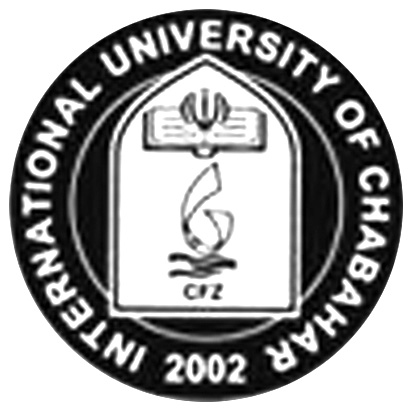 INTERNATIONAL UNIVERSITY OF CHABAHAR
CFZ
2002